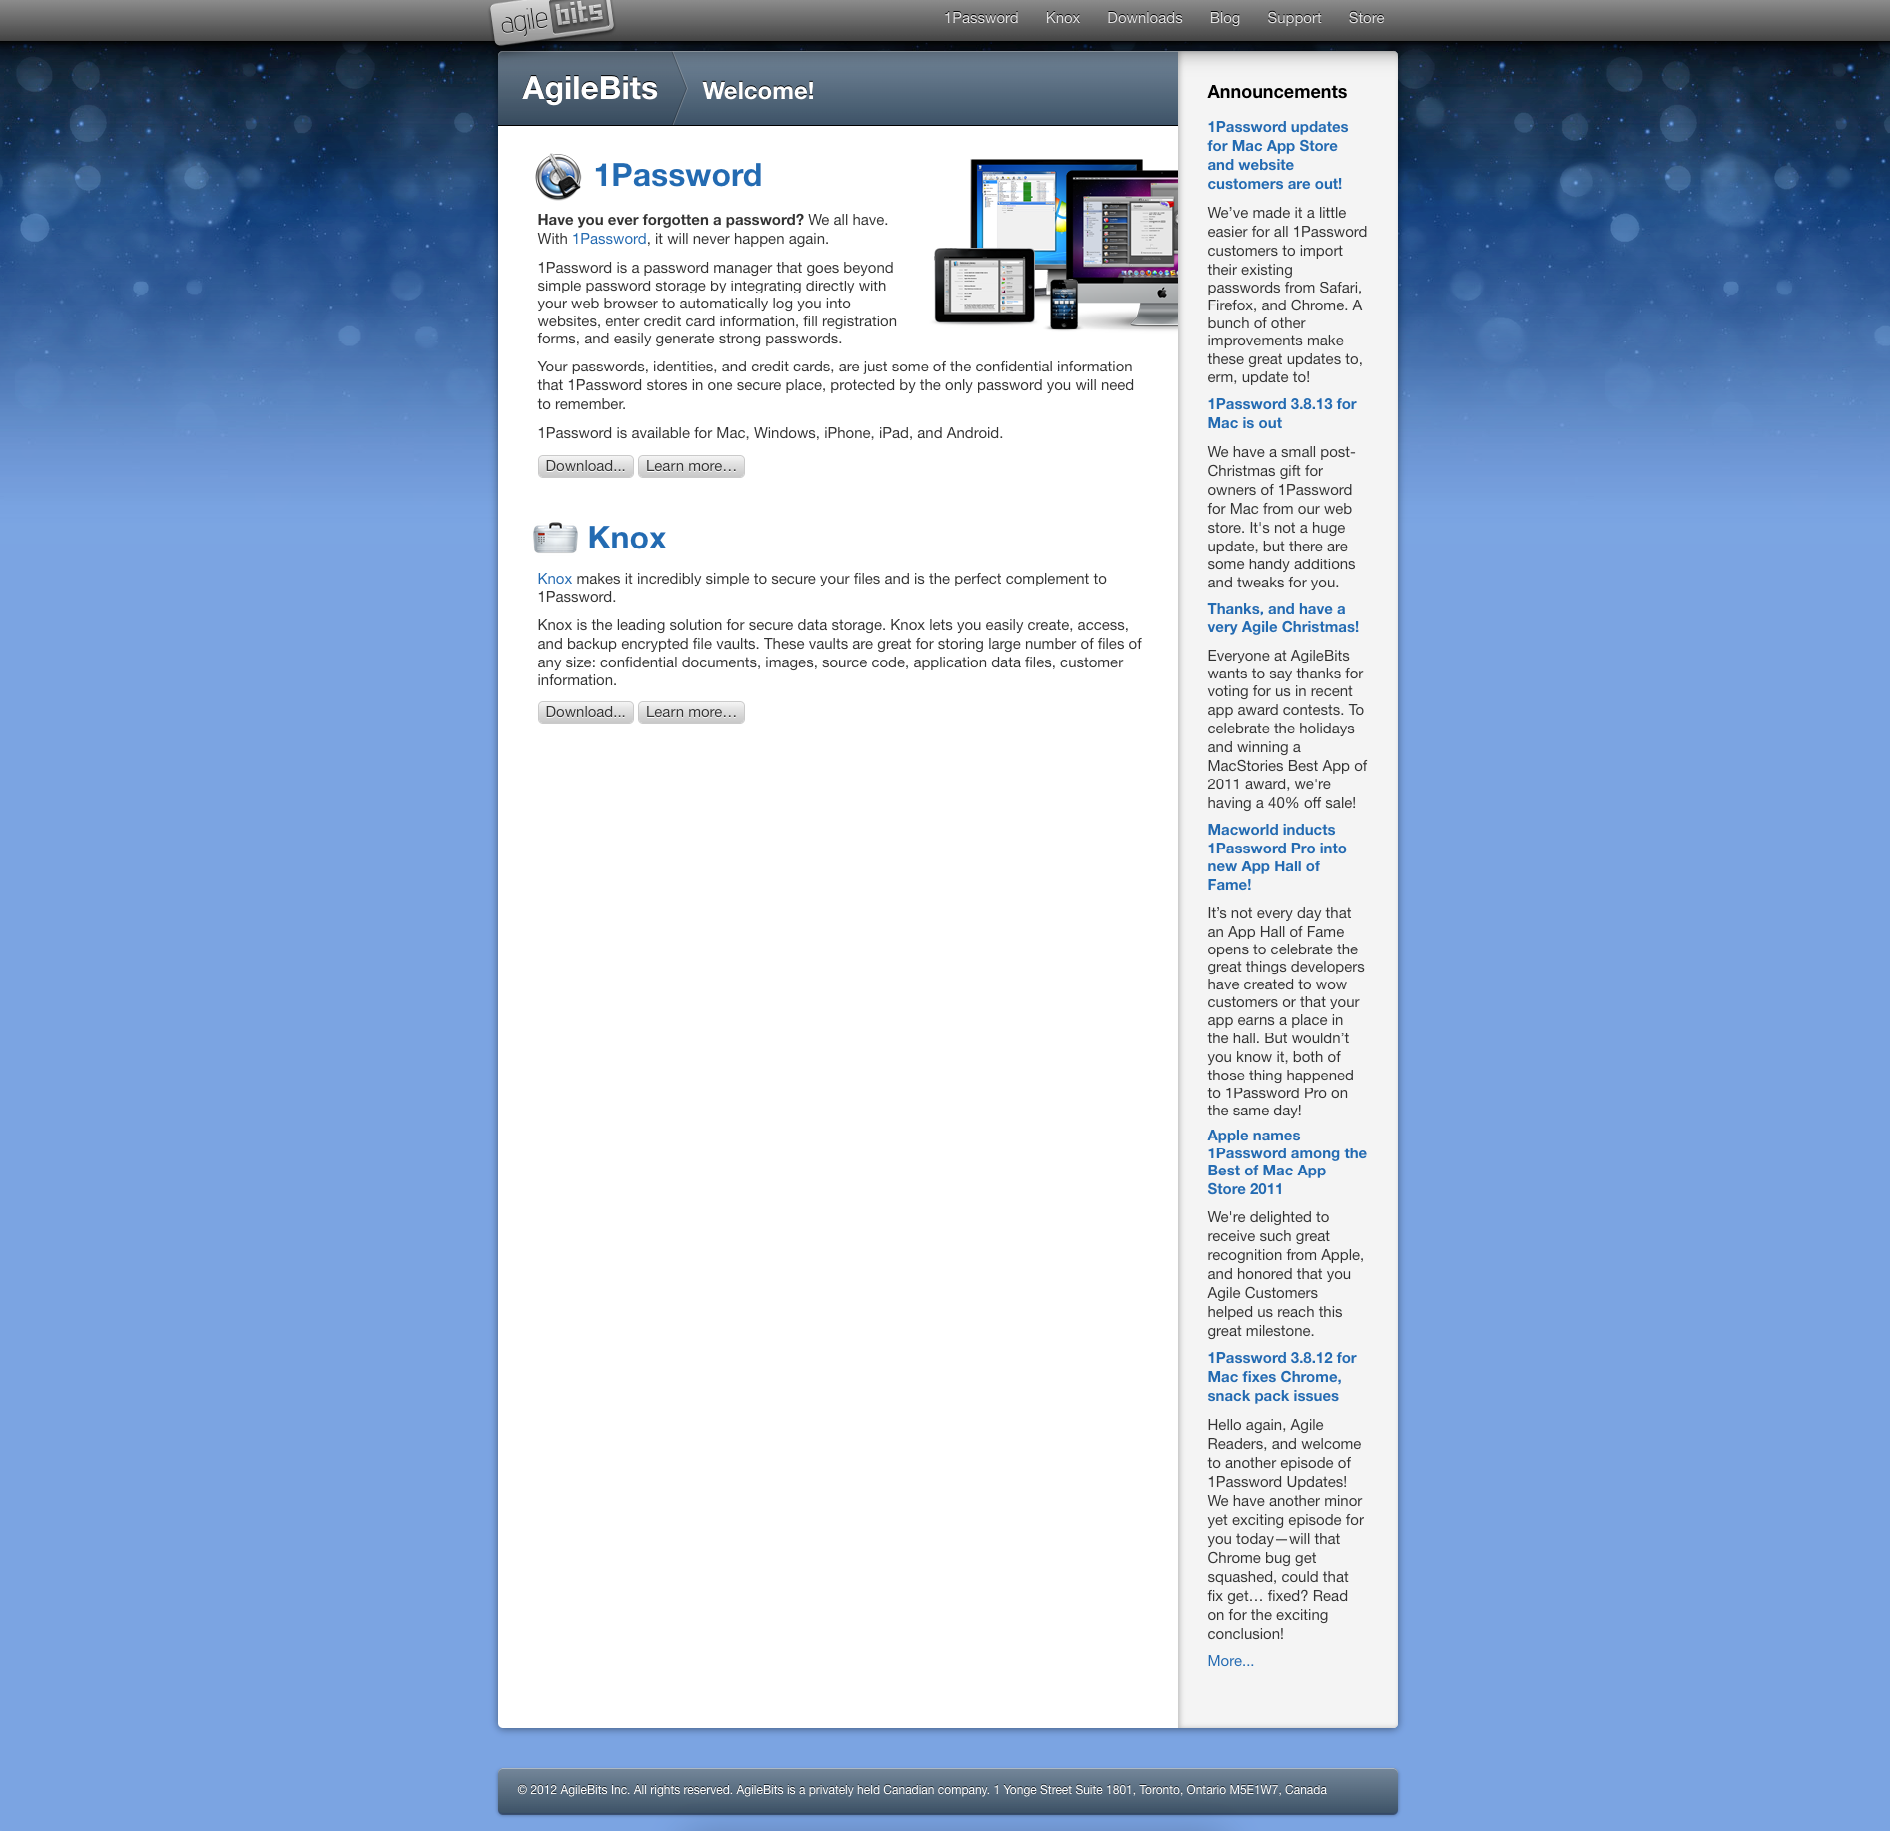 agile bits
1Password Knox Downloads Blog Support Store
AgileBits Welcome!
1Password
Have you ever forgotten a password? We all have.
With 1Password, it will never happen again.
1Password is a password manager that goes beyond
simple password storage by integrating directly with
your web browser to automatically log you into
websites, enter credit card information, fill registration
forms, and easily generate strong passwords.
Your passwords, identities, and credit cards, are just some of the confidential information
that 1Password stores in one secure place, protected by the only password you will need
to remember.
1Password is available for Mac, Windows, iPhone, iPad, and Android.
Download... Learn more…
Knox
Knox makes it incredibly simple to secure your files and is the perfect complement to
1Password.
Knox is the leading solution for secure data storage. Knox lets you easily create, access,
and backup encrypted file vaults. These vaults are great for storing large number of files of
any size: confidential documents, images, source code, application data files, customer
information.
Download... Learn more…
Announcements
1Password updates
for Mac App Store
and website
customers are out!
We’ve made it a little
easier for all 1Password
customers to import
their existing
passwords from Safari,
Firefox, and Chrome. A
bunch of other
improvements make
these great updates to,
erm, update to!
1Password 3.8.13 for
Mac is out
We have a small post-
Christmas gift for
owners of 1Password
for Mac from our web
store. It's not a huge
update, but there are
some handy additions
and tweaks for you.
Thanks, and have a
very Agile Christmas!
Everyone at AgileBits
wants to say thanks for
voting for us in recent
app award contests. To
celebrate the holidays
and winning a
MacStories Best App of
2011 award, we're
having a 40% off sale!
Macworld inducts
1Password Pro into
new App Hall of
Fame!
It’s not every day that
an App Hall of Fame
opens to celebrate the
great things developers
have created to wow
customers or that your
app earns a place in
the hall. But wouldn’t
you know it, both of
those thing happened
to 1Password Pro on
the same day!
Apple names
1Password among the
Best of Mac App
Store 2011
We're delighted to
receive such great
recognition from Apple,
and honored that you
Agile Customers
helped us reach this
great milestone.
1Password 3.8.12 for
Mac fixes Chrome,
snack pack issues
Hello again, Agile
Readers, and welcome
to another episode of
1Password Updates!
We have another minor
yet exciting episode for
you today—will that
Chrome bug get
squashed, could that
fix get… fixed? Read
on for the exciting
conclusion!
More...
© 2012 AgileBits Inc. All rights reserved. AgileBits is a privately held Canadian company. 1 Yonge Street Suite 1801, Toronto, Ontario M5E1W7, Canada